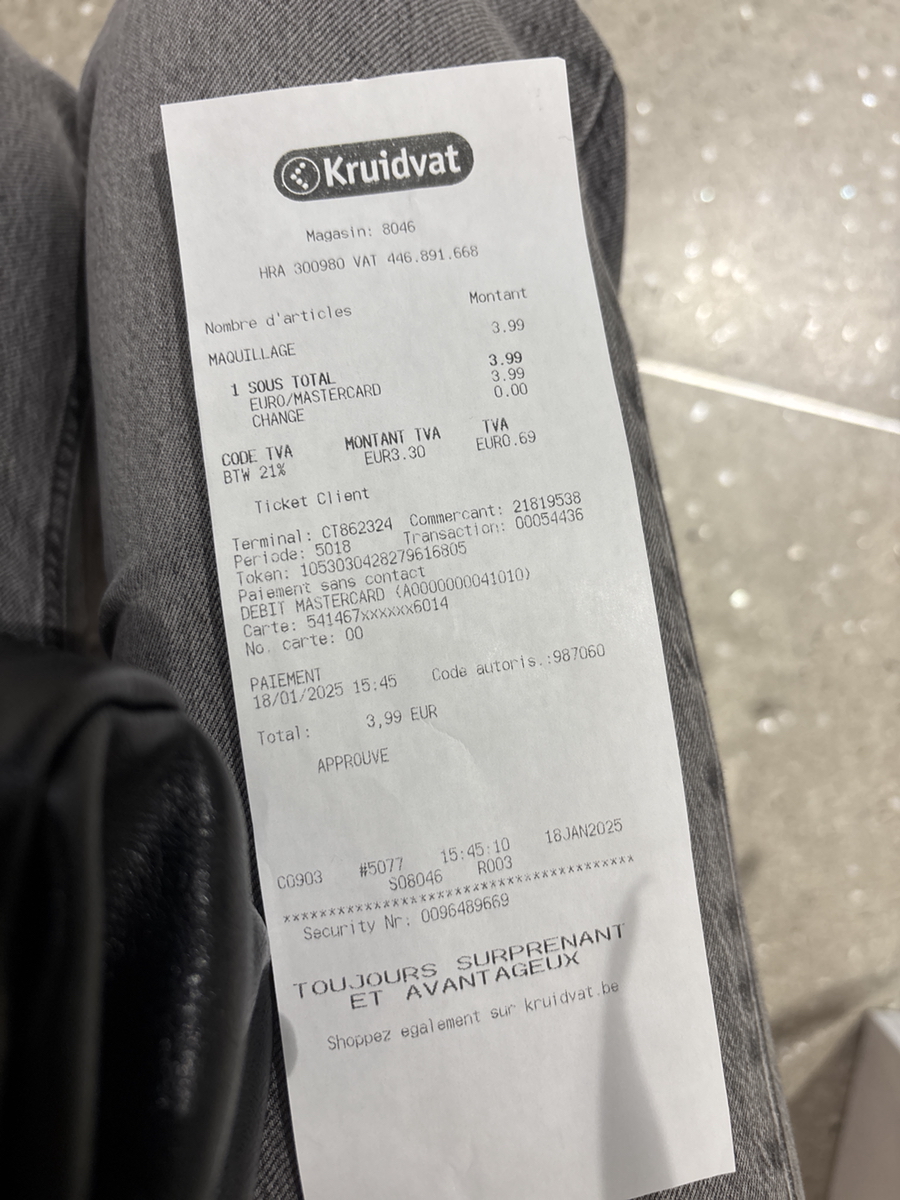 Kruidvat
Magasin: 8046
HRA 300980 VAT 446.891.668
Nombre d'articles Montant
MAQUILLAGE 3.99
1 SOUS TOTAL 3.99
EURO/MASTERCARD 3.99
CHANGE 0.00
CODE TVA MONTANT TVA TVA
BTW 21% EUR3.30 EUR0.69
Ticket Client
Terminal: CT862324 Commercant: 21819538
Periode: 5018 Transaction: 00054436
Token: 1053030428279616805
Paiement sans contact
DEBIT MASTERCARD (A0000000041010)
Carte: 541467xxxxxx6014
No. carte: 00
PAIEMENT
18/01/2025 15:45 Code autoris.:987060
Total: 3,99 EUR
APPROUVE
C0903 #5077 15:45:10 18JAN2025
S08046 R003
***************************************
Security Nr: 0096489669
TOUJOURS SURPRENANT
ET AVANTAGEUX
Shoppez egalement sur kruidvat.be